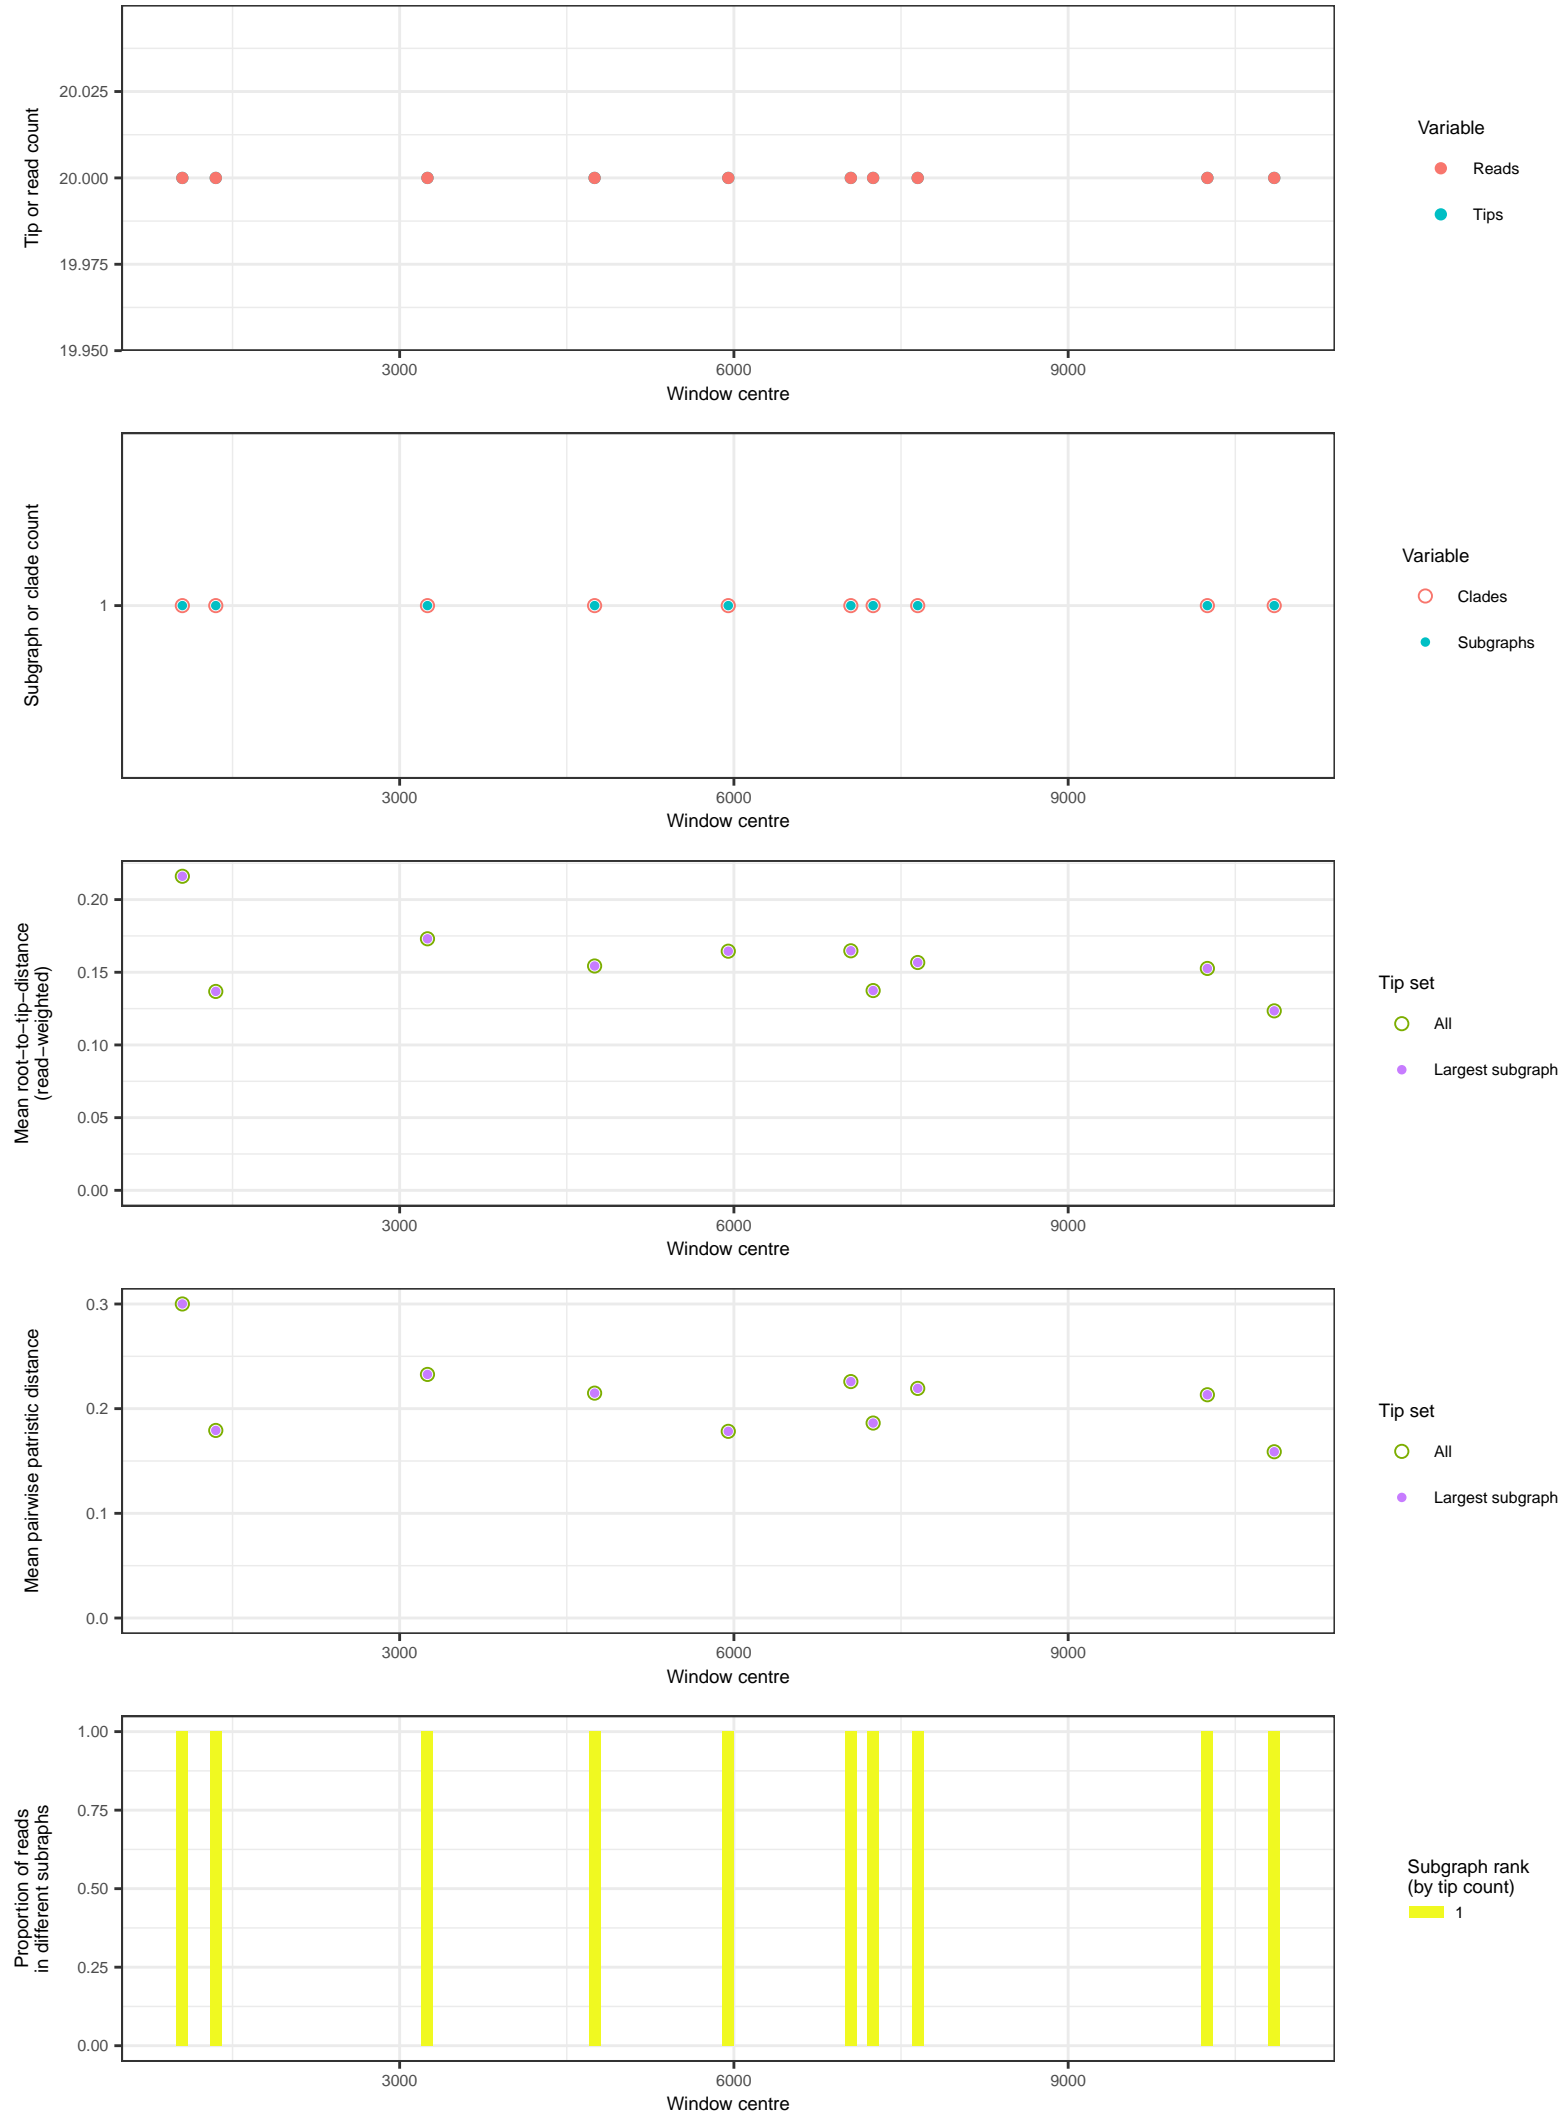 20.025
20.000
19.975
19.950
Tip or read count
3000 6000 9000
Window centre
Variable
Reads
Tips
1
Subgraph or clade count
3000 6000 9000
Window centre
Variable
Clades
Subgraphs
0.20
0.15
0.10
0.05
0.00
Mean root−to−tip−distance
(read−weighted)
3000 6000 9000
Window centre
Tip set
All
Largest subgraph
0.3
0.2
0.1
0.0
Mean pairwise patristic distance
3000 6000 9000
Window centre
Tip set
All
Largest subgraph
1.00
0.75
0.50
0.25
0.00
Proportion of reads
in different subraphs
3000 6000 9000
Window centre
Subgraph rank
(by tip count)
1